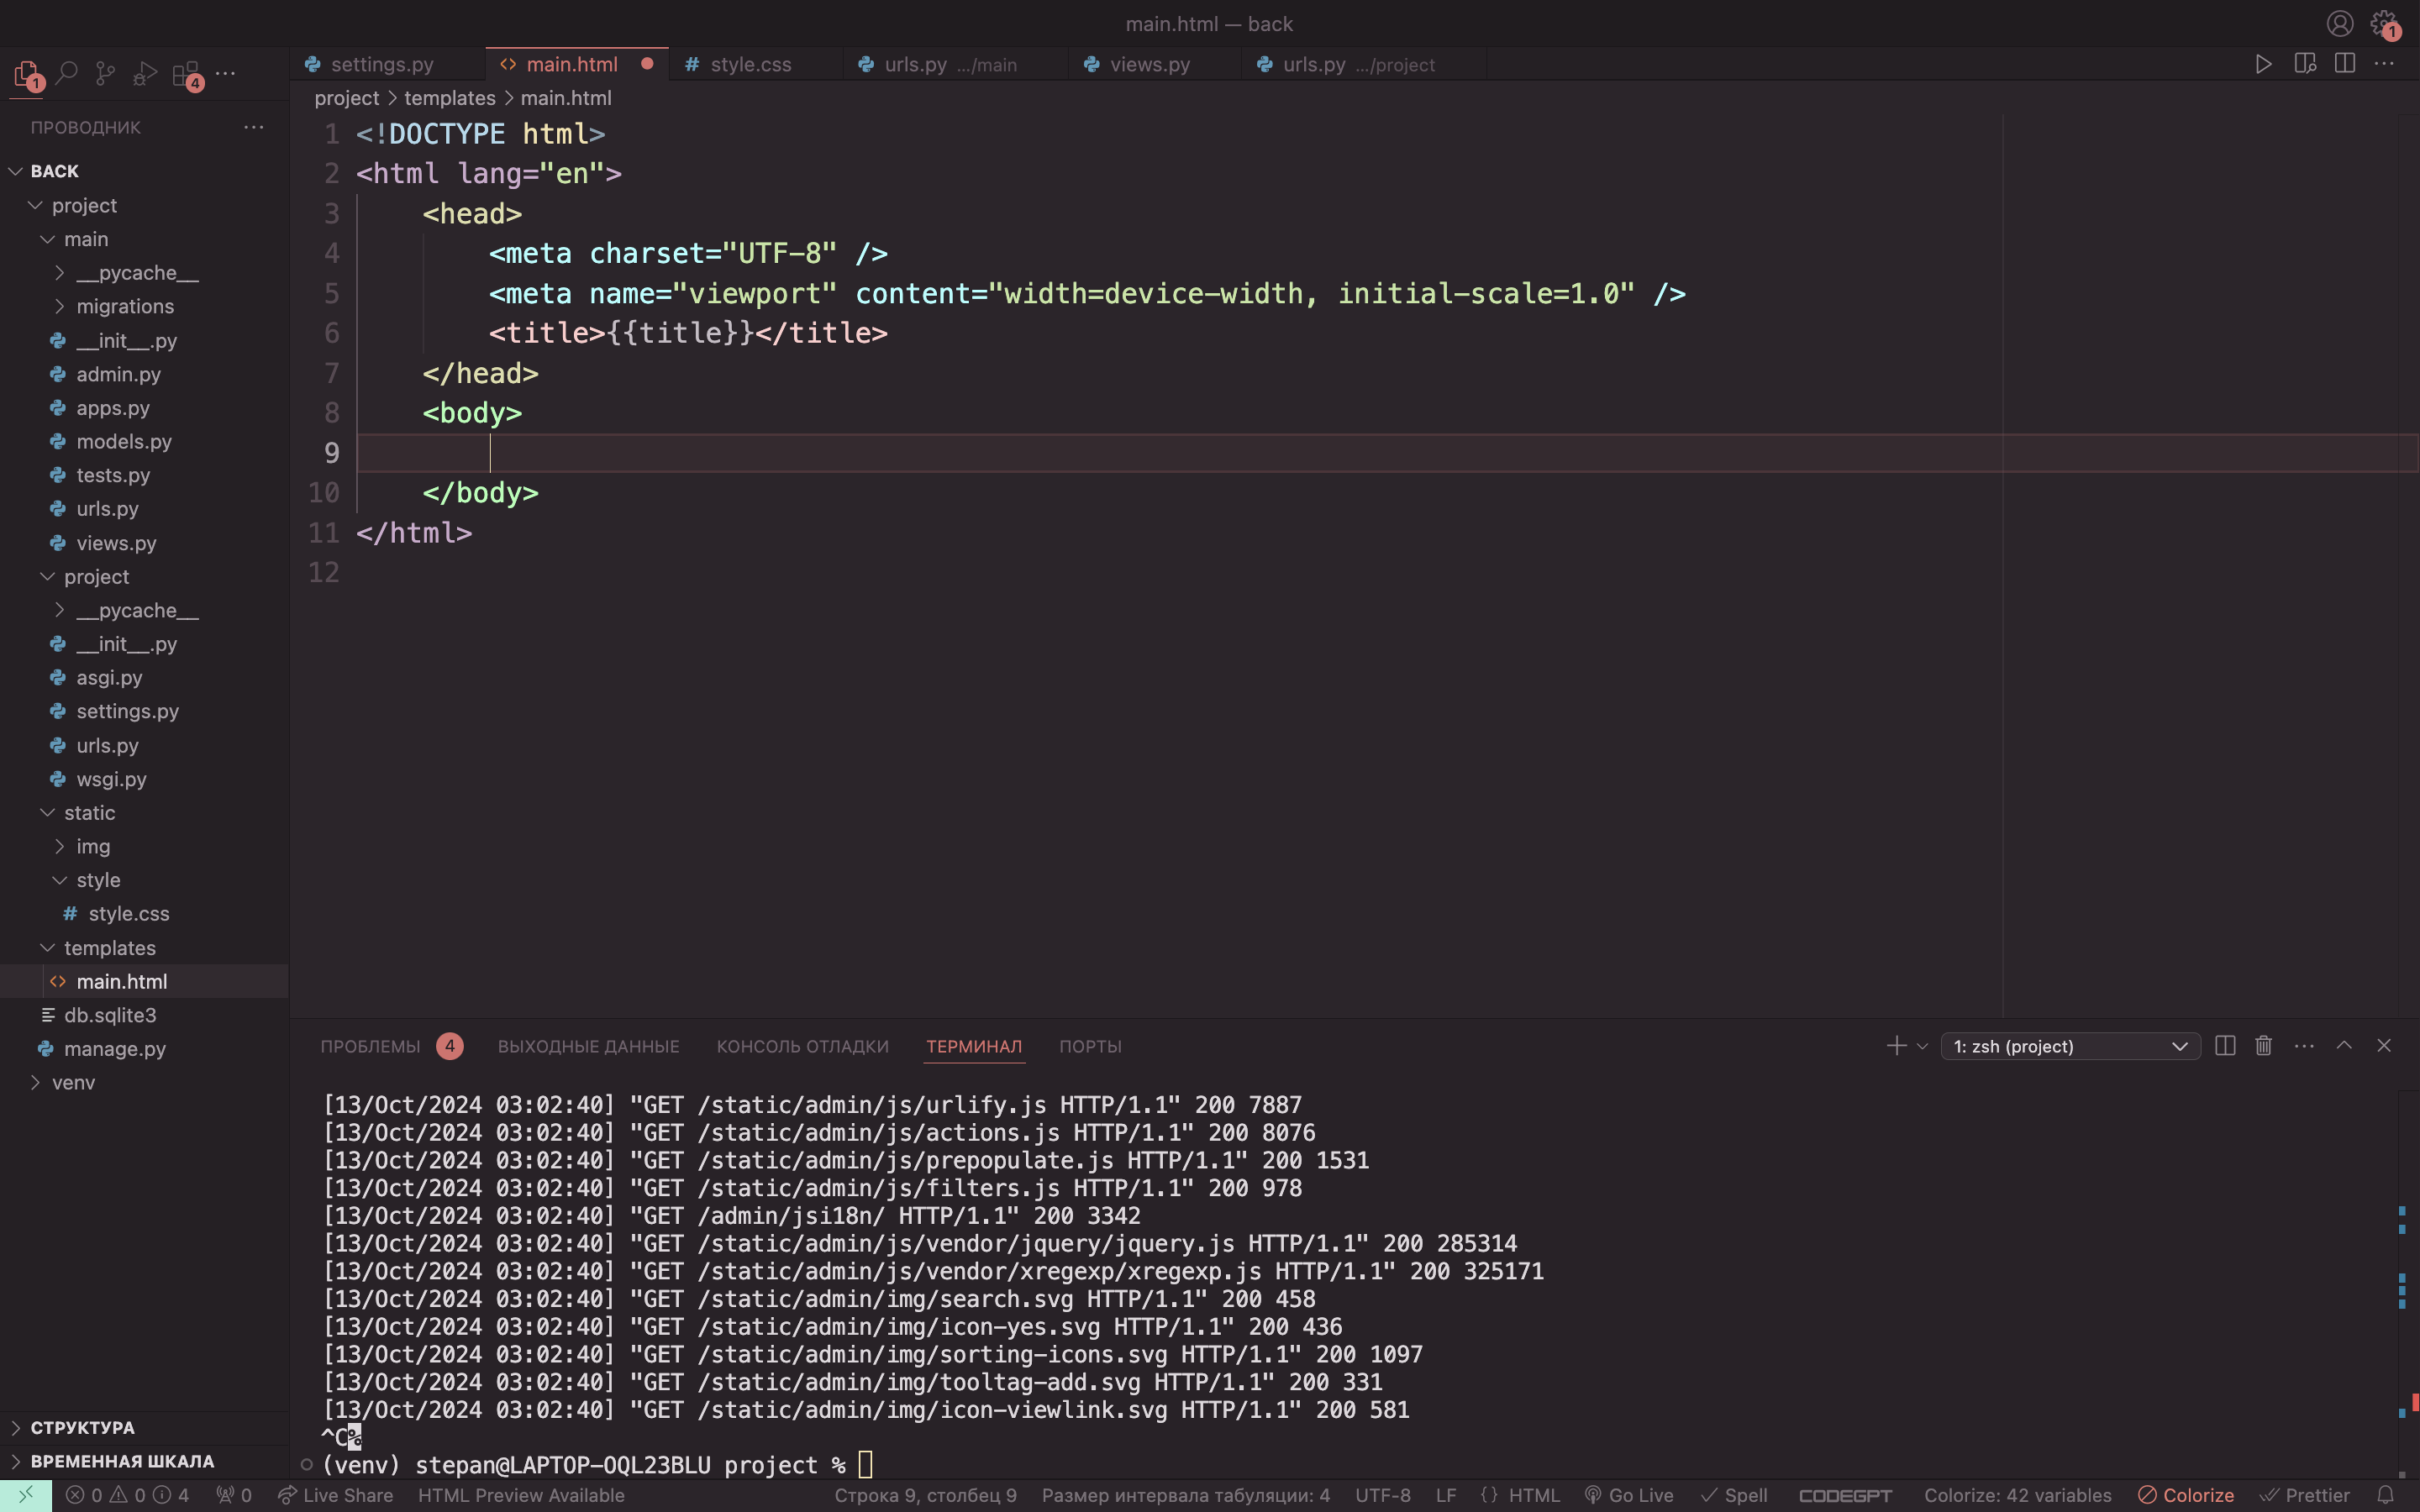 main.html — back
1
4
1
settings.py
main.html
style.css
urls.py .../main
views.py
urls.py .../project
ПРОВОДНИК
BACK
project
main
__pycache__
migrations
__init__.py
admin.py
apps.py
models.py
tests.py
urls.py
views.py
project
__pycache__
__init__.py
asgi.py
settings.py
urls.py
wsgi.py
static
img
style
style.css
templates
main.html
db.sqlite3
manage.py
venv
СТРУКТУРА
ВРЕМЕННАЯ ШКАЛА
project > templates > main.html
1 <!DOCTYPE html>
2 <html lang="en">
3 <head>
4 <meta charset="UTF-8" />
5 <meta name="viewport" content="width=device-width, initial-scale=1.0" />
6 <title>{{title}}</title>
7 </head>
8 <body>
9
10 </body>
11 </html>
12
ПРОБЛЕМЫ 4 ВЫХОДНЫЕ ДАННЫЕ КОНСОЛЬ ОТЛАДКИ ТЕРМИНАЛ ПОРТЫ 1: zsh (project)
[13/Oct/2024 03:02:40] "GET /static/admin/js/urlify.js HTTP/1.1" 200 7887
[13/Oct/2024 03:02:40] "GET /static/admin/js/actions.js HTTP/1.1" 200 8076
[13/Oct/2024 03:02:40] "GET /static/admin/js/prepopulate.js HTTP/1.1" 200 1531
[13/Oct/2024 03:02:40] "GET /static/admin/js/filters.js HTTP/1.1" 200 978
[13/Oct/2024 03:02:40] "GET /admin/jsi18n/ HTTP/1.1" 200 3342
[13/Oct/2024 03:02:40] "GET /static/admin/js/vendor/jquery/jquery.js HTTP/1.1" 200 285314
[13/Oct/2024 03:02:40] "GET /static/admin/js/vendor/xregexp/xregexp.js HTTP/1.1" 200 325171
[13/Oct/2024 03:02:40] "GET /static/admin/img/search.svg HTTP/1.1" 200 458
[13/Oct/2024 03:02:40] "GET /static/admin/img/icon-yes.svg HTTP/1.1" 200 436
[13/Oct/2024 03:02:40] "GET /static/admin/img/sorting-icons.svg HTTP/1.1" 200 1097
[13/Oct/2024 03:02:40] "GET /static/admin/img/tooltag-add.svg HTTP/1.1" 200 331
[13/Oct/2024 03:02:40] "GET /static/admin/img/icon-viewlink.svg HTTP/1.1" 200 581
^C%
(venv) stepan@LAPTOP-OQL23BLU project %
0 0 4 0 Live Share HTML Preview Available Строка 9, столбец 9 Размер интервала табуляции: 4 UTF-8 LF {} HTML Go Live Spell CODEGPT Colorize: 42 variables Colorize Prettier